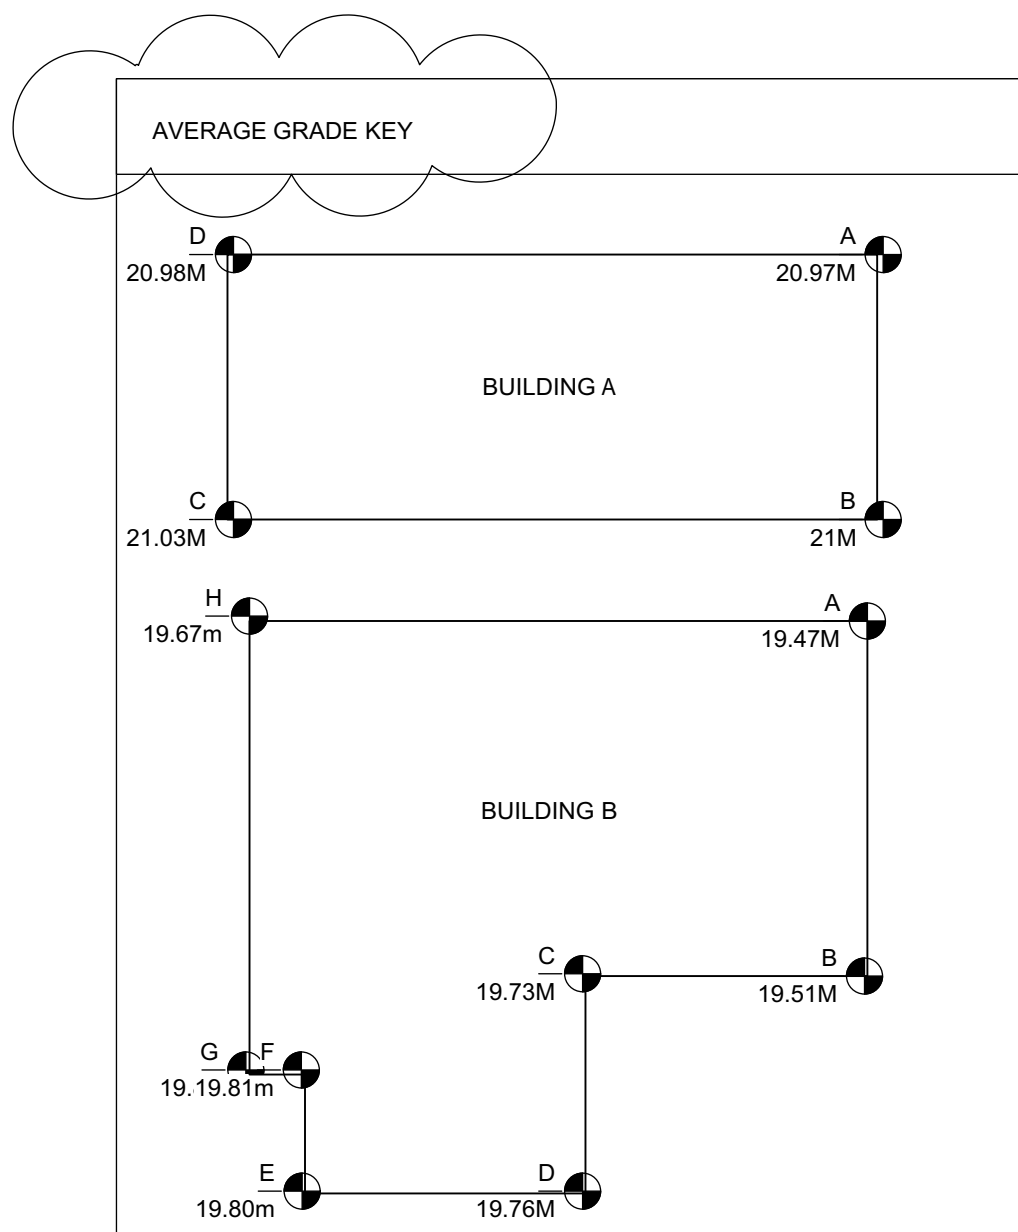 AVERAGE GRADE KEY
D
20.98M
A
20.97M
BUILDING A
C
21.03M
B
21M
H
19.67m
A
19.47M
BUILDING B
C
19.73M
B
19.51M
G
F
19.81m
E
19.80m
D
19.76M